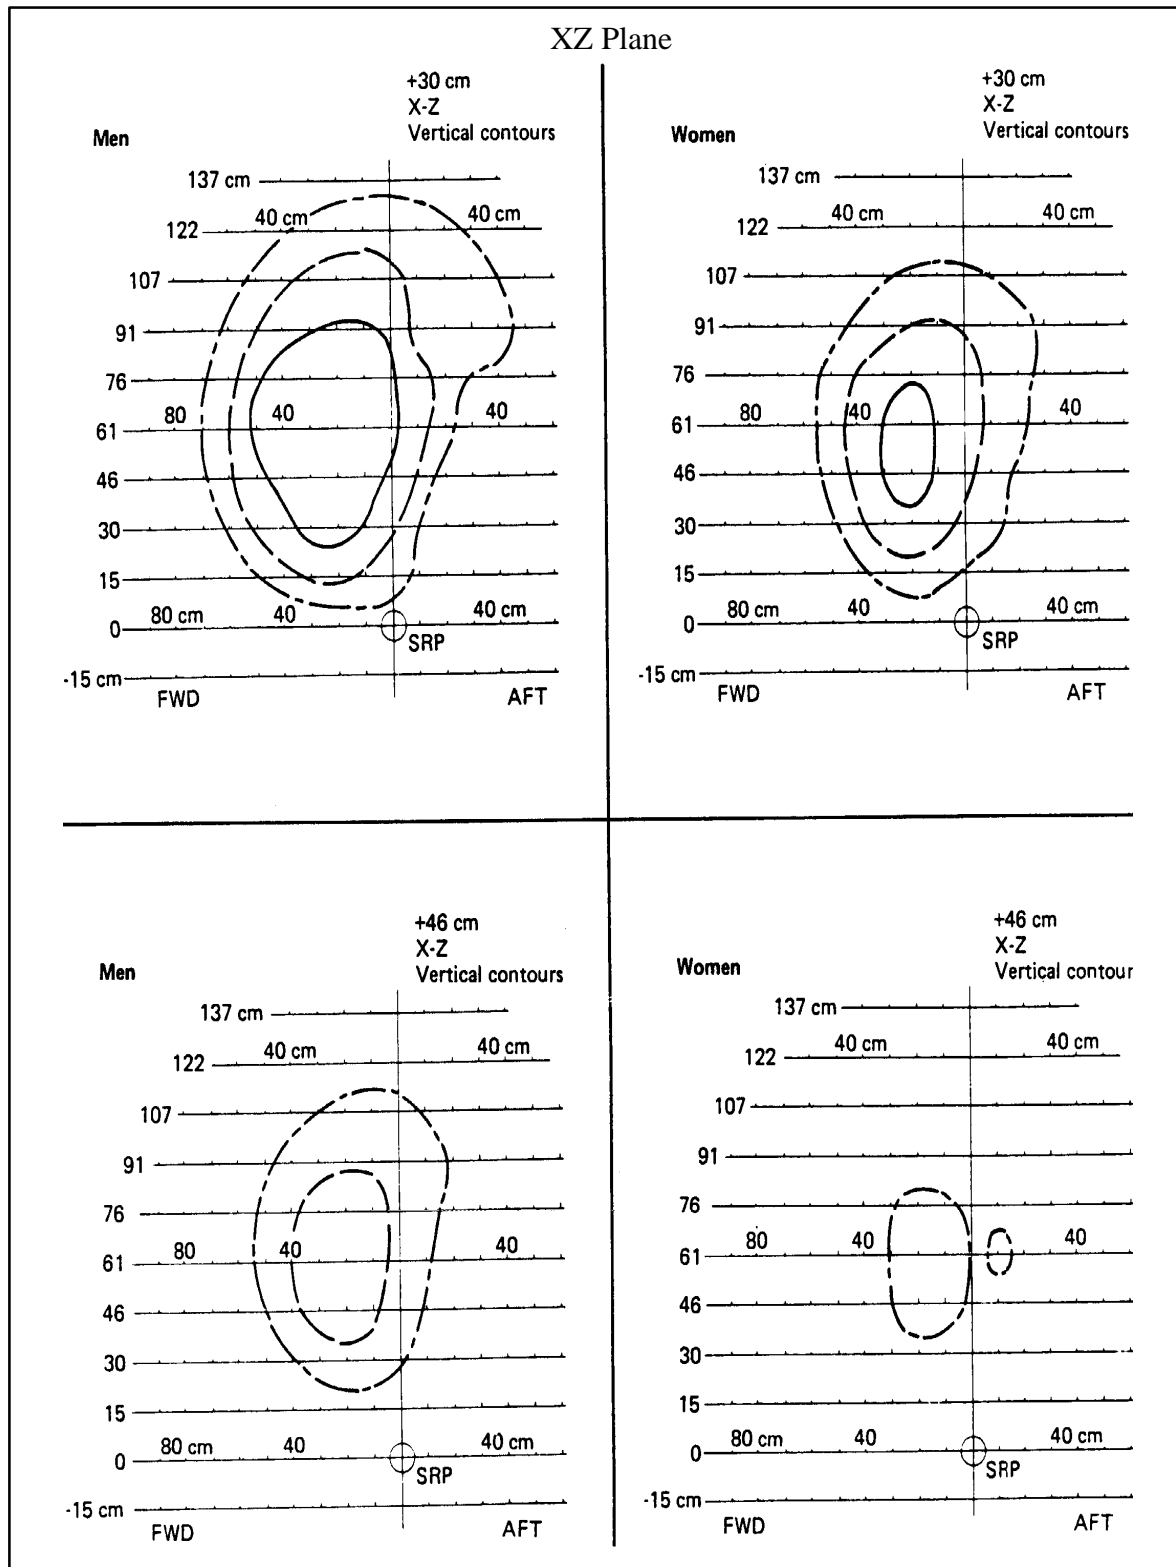 XZ Plane
+30 cm
X-Z
Vertical contours
Men
137 cm
40 cm 40 cm
122
107
91
76
80 40 40
61
46
30
15
80 cm 40 40 cm
0
SRP
-15 cm
FWD AFT
+30 cm
X-Z
Vertical contours
Women
137 cm
40 cm 40 cm
122
107
91
76
80 40 40
61
46
30
15
80 cm 40 40 cm
0
SRP
-15 cm
FWD AFT
+46 cm
X-Z
Vertical contours
Men
137 cm
40 cm 40 cm
122
107
91
76
80 40 40
61
46
30
15
80 cm 40 40 cm
0
SRP
-15 cm
FWD AFT
+46 cm
X-Z
Vertical contour
Women
137 cm
40 cm 40 cm
122
107
91
76
80 40 40
61
46
30
15
80 cm 40 40 cm
0
SRP
-15 cm
FWD AFT